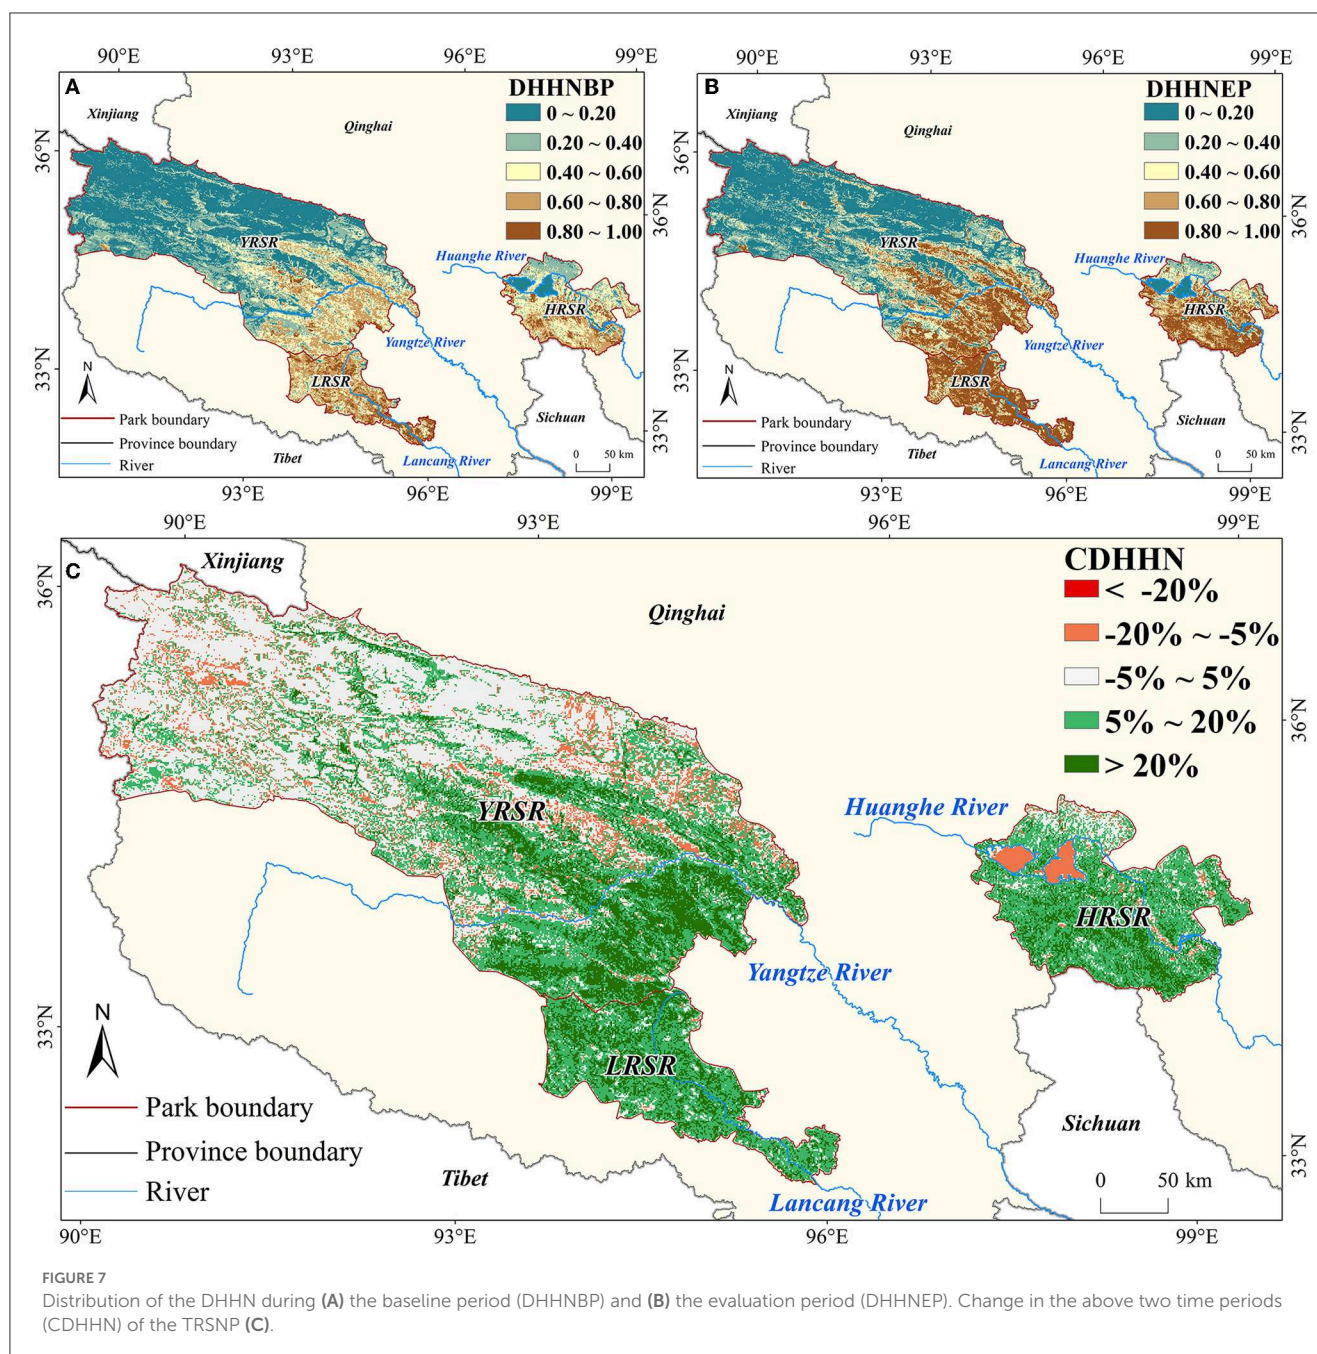 90°E 93°E 96°E 99°E
A
DHHNBP
0 ~ 0.20
0.20 ~ 0.40
0.40 ~ 0.60
0.60 ~ 0.80
0.80 ~ 1.00
Xinjiang
Qinghai
36°N
36°N
YRSR
Huanghe River
HRSR
Yangtze River
33°N
N
LRSR
Sichuan
Park boundary
Province boundary
River
33°N
Tibet
Lancang River
0 50 km
93°E 96°E 99°E
90°E 93°E 96°E 99°E
B
DHHNEP
0 ~ 0.20
0.20 ~ 0.40
0.40 ~ 0.60
0.60 ~ 0.80
0.80 ~ 1.00
Xinjiang
Qinghai
36°N
36°N
YRSR
Huanghe River
HRSR
Yangtze River
33°N
N
LRSR
Sichuan
Park boundary
Province boundary
River
33°N
Tibet
Lancang River
0 50 km
93°E 96°E 99°E
90°E 93°E 96°E 99°E
C
Xinjiang
CDHHN
< -20%
-20% ~ -5%
-5% ~ 5%
5% ~ 20%
> 20%
36°N
Qinghai
36°N
YRSR
Huanghe River
HRSR
Yangtze River
33°N
N
LRSR
Park boundary
Province boundary
River
Sichuan
33°N
Tibet
0 50 km
Lancang River
90°E 93°E 96°E 99°E
FIGURE 7
Distribution of the DHHN during (A) the baseline period (DHHNBP) and (B) the evaluation period (DHHNEP). Change in the above two time periods
(CDHHN) of the TRSNP (C).